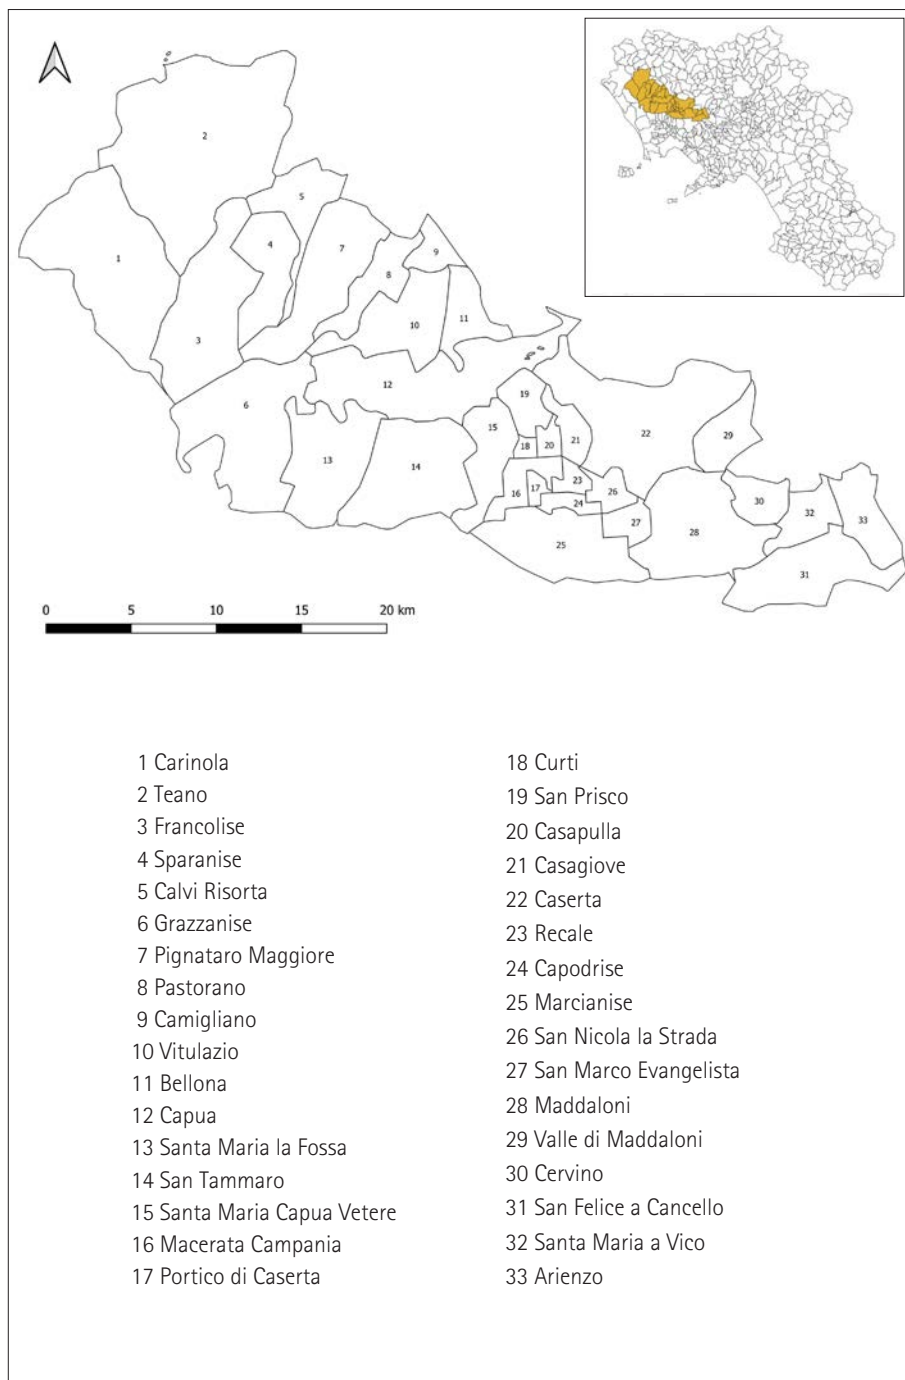 2
5
4
1
7
9
8
11
10
3
12
6
19
15
21
22
29
18
20
13
14
23
16
17
26
30
24
32
27
33
28
25
31
0 5 10 15 20 km
1 Carinola
2 Teano
3 Francolise
4 Sparanise
5 Calvi Risorta
6 Grazzanise
7 Pignataro Maggiore
8 Pastorano
9 Camigliano
10 Vitulazio
11 Bellona
12 Capua
13 Santa Maria la Fossa
14 San Tammaro
15 Santa Maria Capua Vetere
16 Macerata Campania
17 Portico di Caserta
18 Curti
19 San Prisco
20 Casapulla
21 Casagiove
22 Caserta
23 Recale
24 Capodrise
25 Marcianise
26 San Nicola la Strada
27 San Marco Evangelista
28 Maddaloni
29 Valle di Maddaloni
30 Cervino
31 San Felice a Cancello
32 Santa Maria a Vico
33 Arienzo